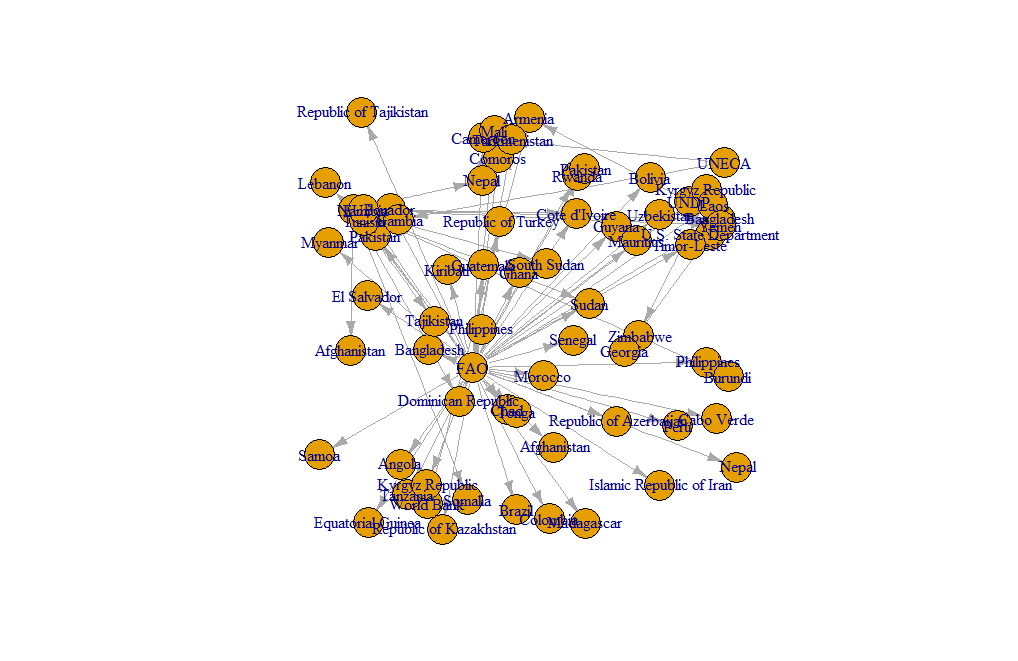 Republic of Tajikistan
Armenia
Mali
Turkmenistan
Comoros
UNECA
Pakistan
Rwanda
Bolivia
Nepal
Lebanon
Kyrgyz Republic
UNDP
Laos
Ecuador
Gambia
Tunisia
Republic of Turkey
Cote d'Ivoire
Uzbekistan
Bangladesh
Guyana
Yemen
U.S. State Department
Pakistan
Myanmar
Mauritius
Timor-Leste
Kiribati
Guatemala
Ghana
South Sudan
El Salvador
Sudan
Tajikistan
Philippines
Zimbabwe
Senegal
Afghanistan
Bangladesh
Georgia
FAO
Philippines
Morocco
Burundi
Dominican Republic
Chad
Tonga
Republic of Azerbaijan
Peru
Cabo Verde
Afghanistan
Samoa
Angola
Nepal
Kyrgyz Republic
Islamic Republic of Iran
Tanzania
World Bank
Somalia
Brazil
Equatorial Guinea
Republic of Kazakhstan
Colombia
Madagascar